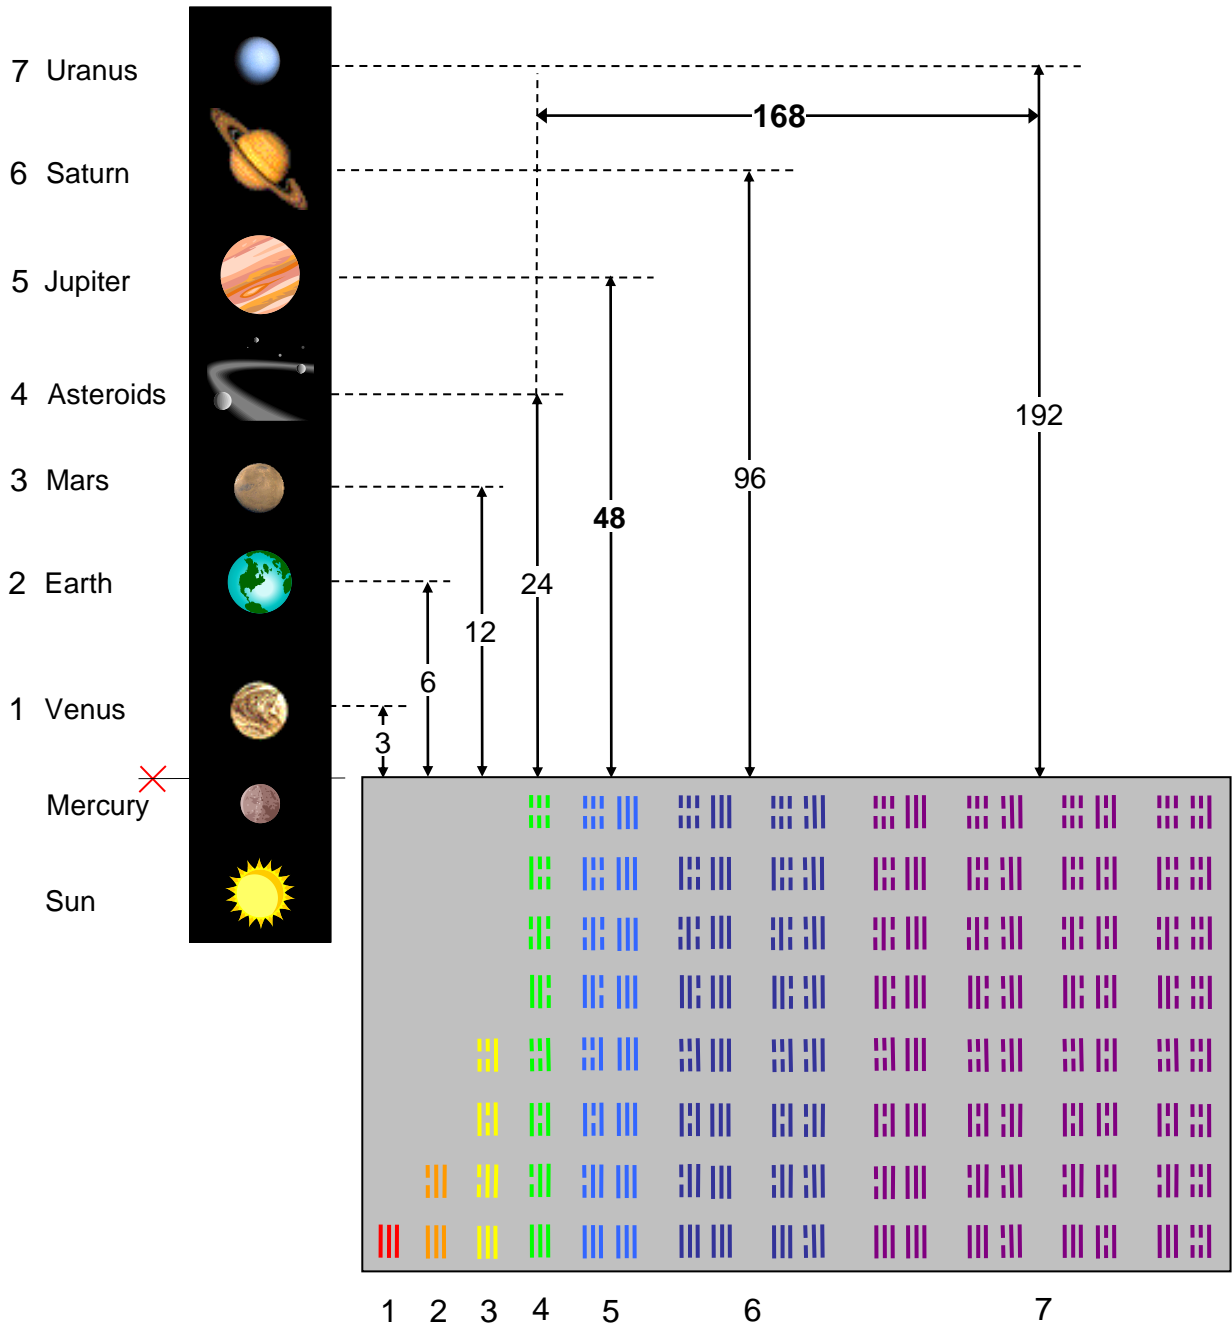 7 Uranus
168
6 Saturn
5 Jupiter
4 Asteroids
192
3 Mars
96
48
2 Earth
24
12
6
1 Venus
3
Mercury
Sun
1 2 3 4 5 6 7